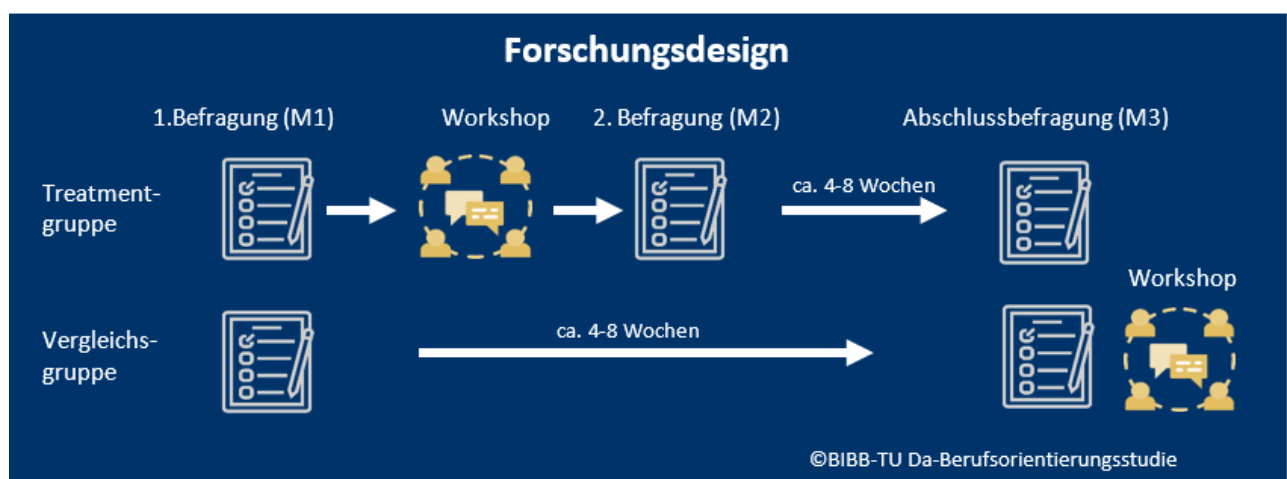 Forschungsdesign
1.Befragung (M1)
Workshop
2. Befragung (M2)
Abschlussbefragung (M3)
Treatment-
gruppe
ca. 4-8 Wochen
Workshop
Vergleichs-
gruppe
ca. 4-8 Wochen
©BIBB-TU Da-Berufsorientierungsstudie